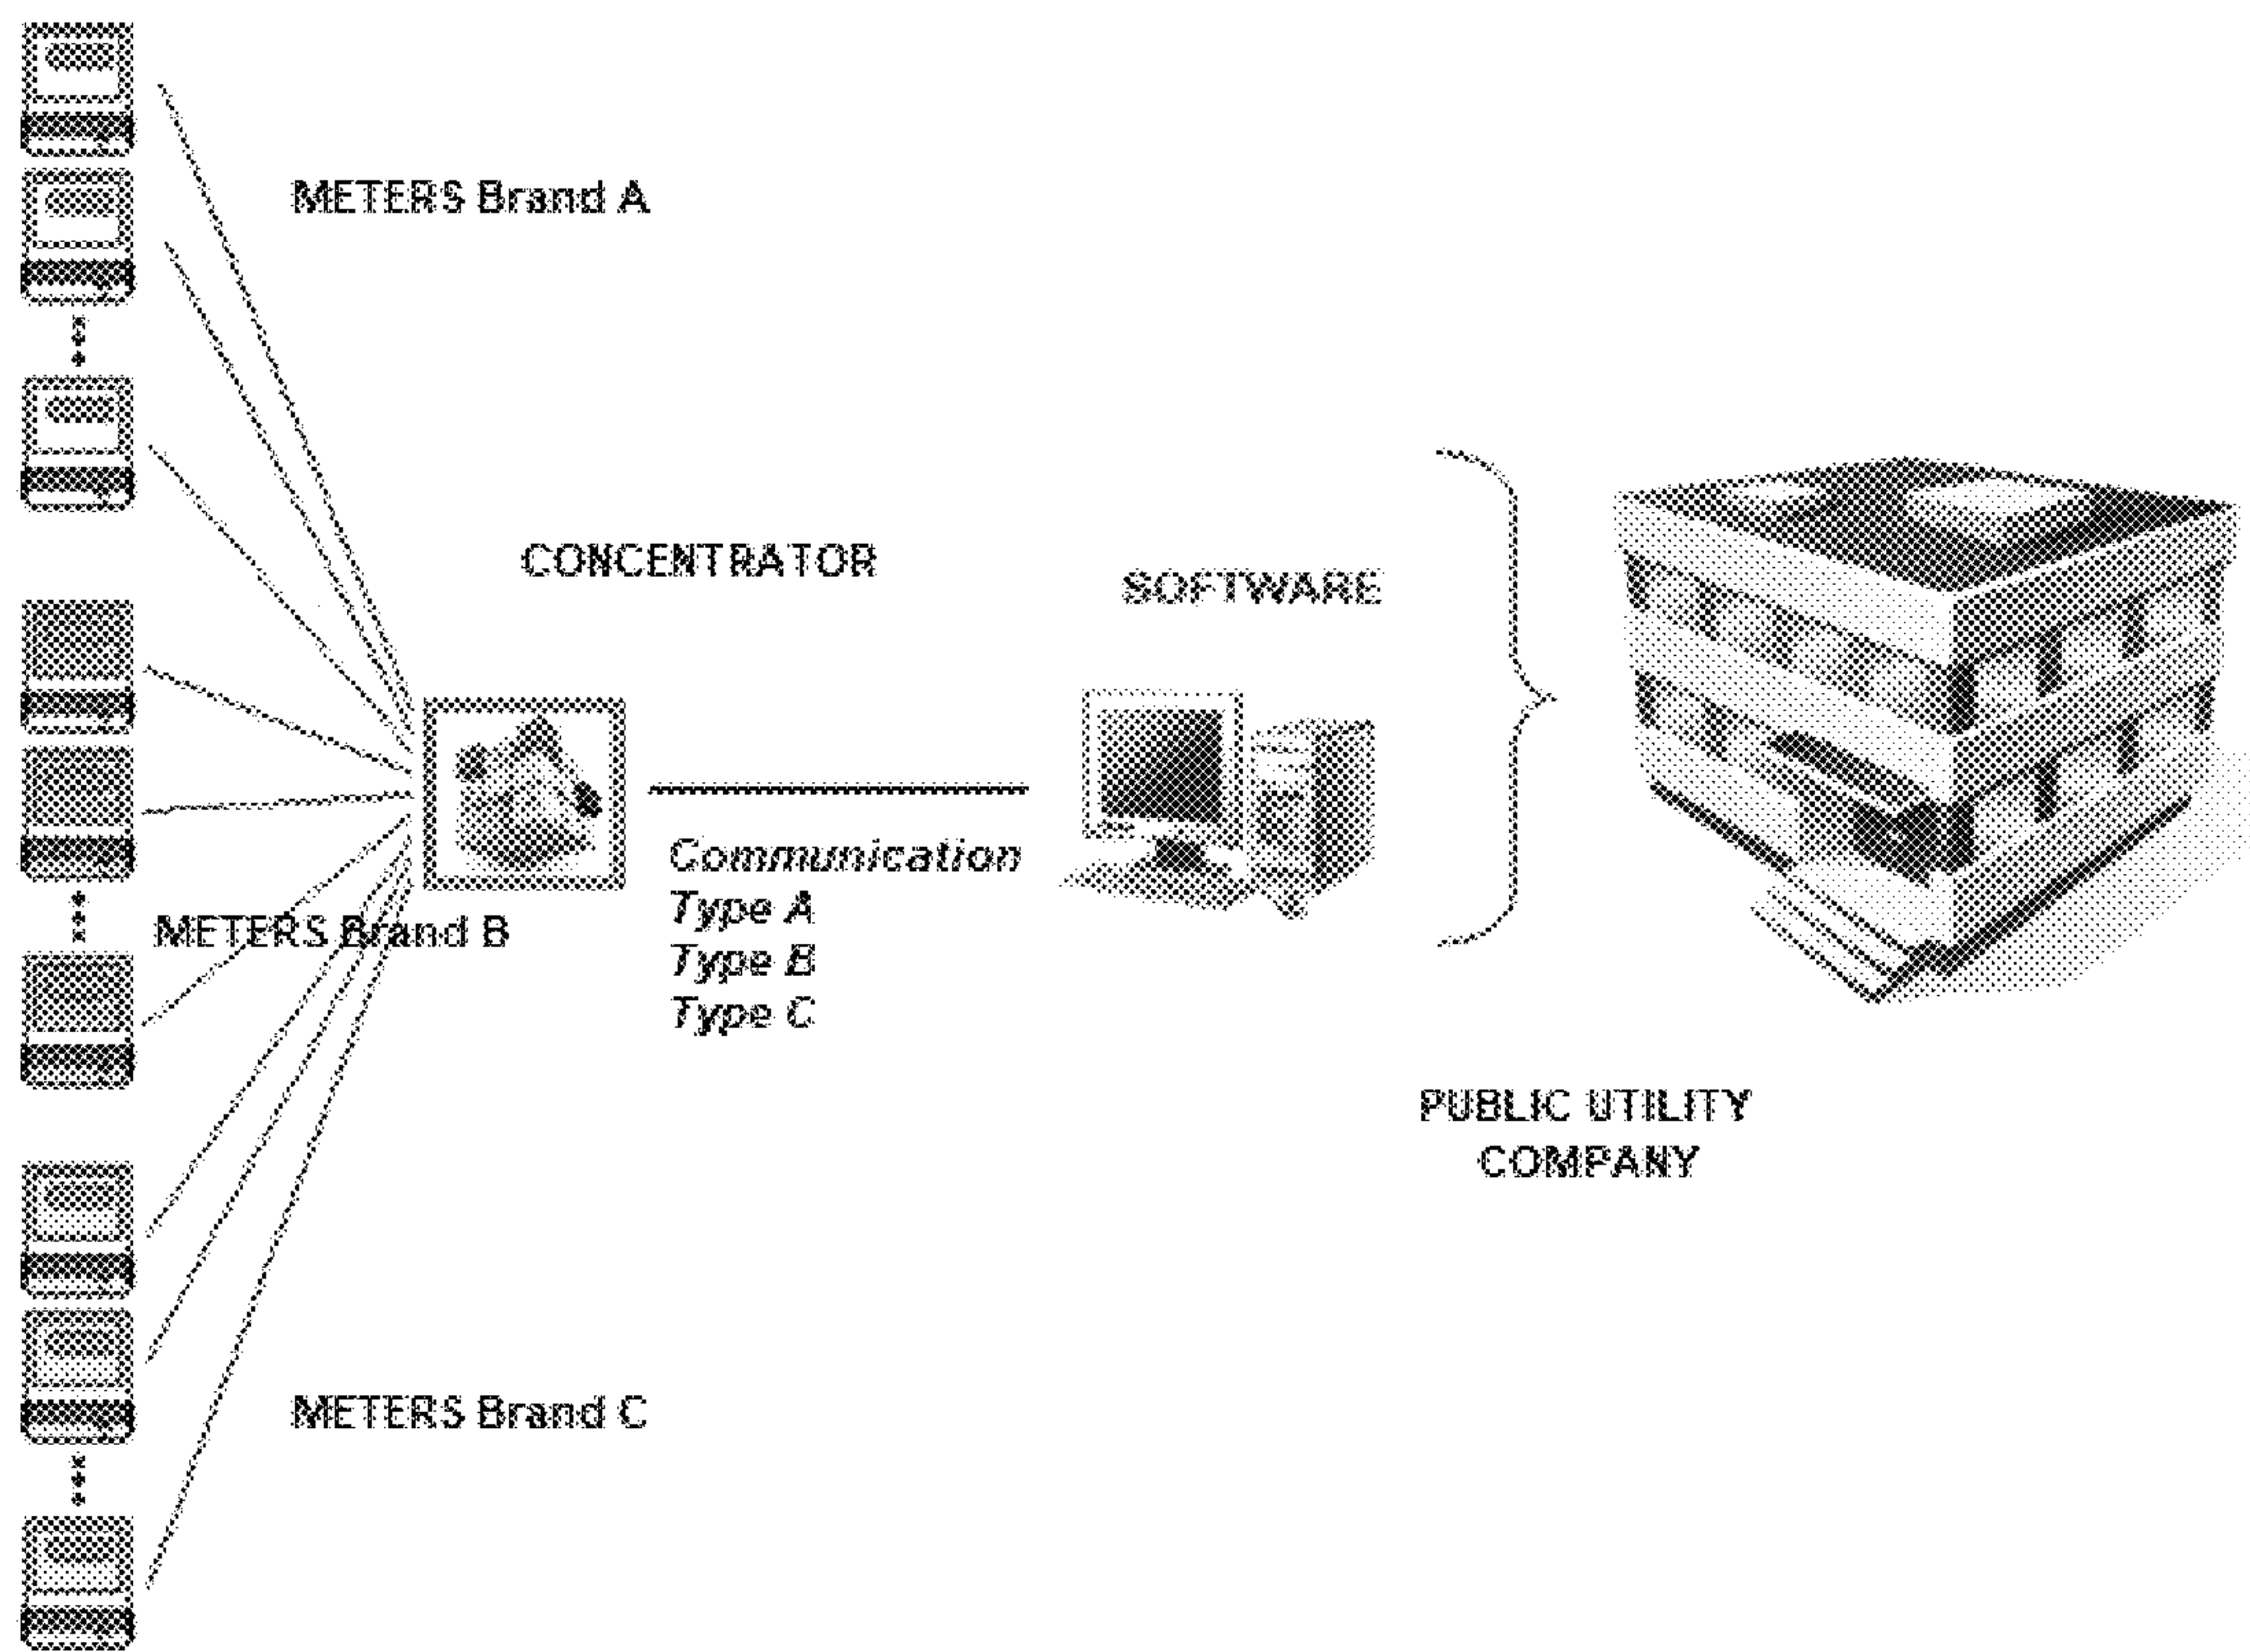 METERS Brand A
CONCENTRATOR
SOFTWARE
Communication
Type A
Type B
Type C
METERS Brand B
PUBLIC UTILITY
COMPANY
METERS Brand C